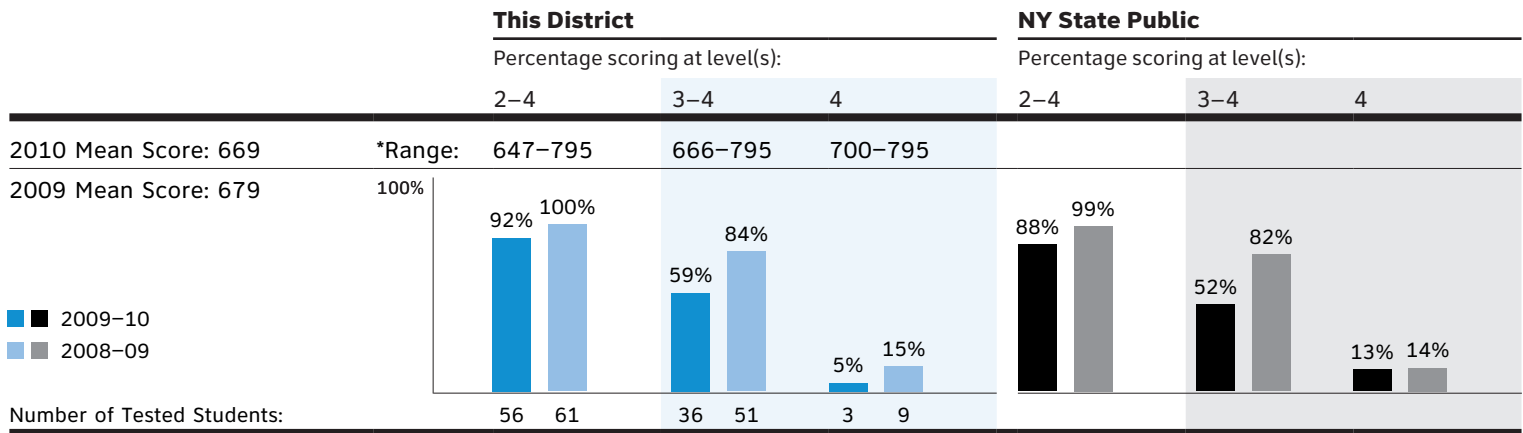 This District NY State Public
Percentage scoring at level(s): Percentage scoring at level(s):
2–4 3–4 4 2–4 3–4 4
2010 Mean Score: 669 *Range: 647–795 666–795 700–795
2009 Mean Score: 679 100%
92% 100% 59% 84% 5% 15% 88% 99% 52% 82% 13% 14%
2009–10
2008–09
Number of Tested Students: 56 61 36 51 3 9